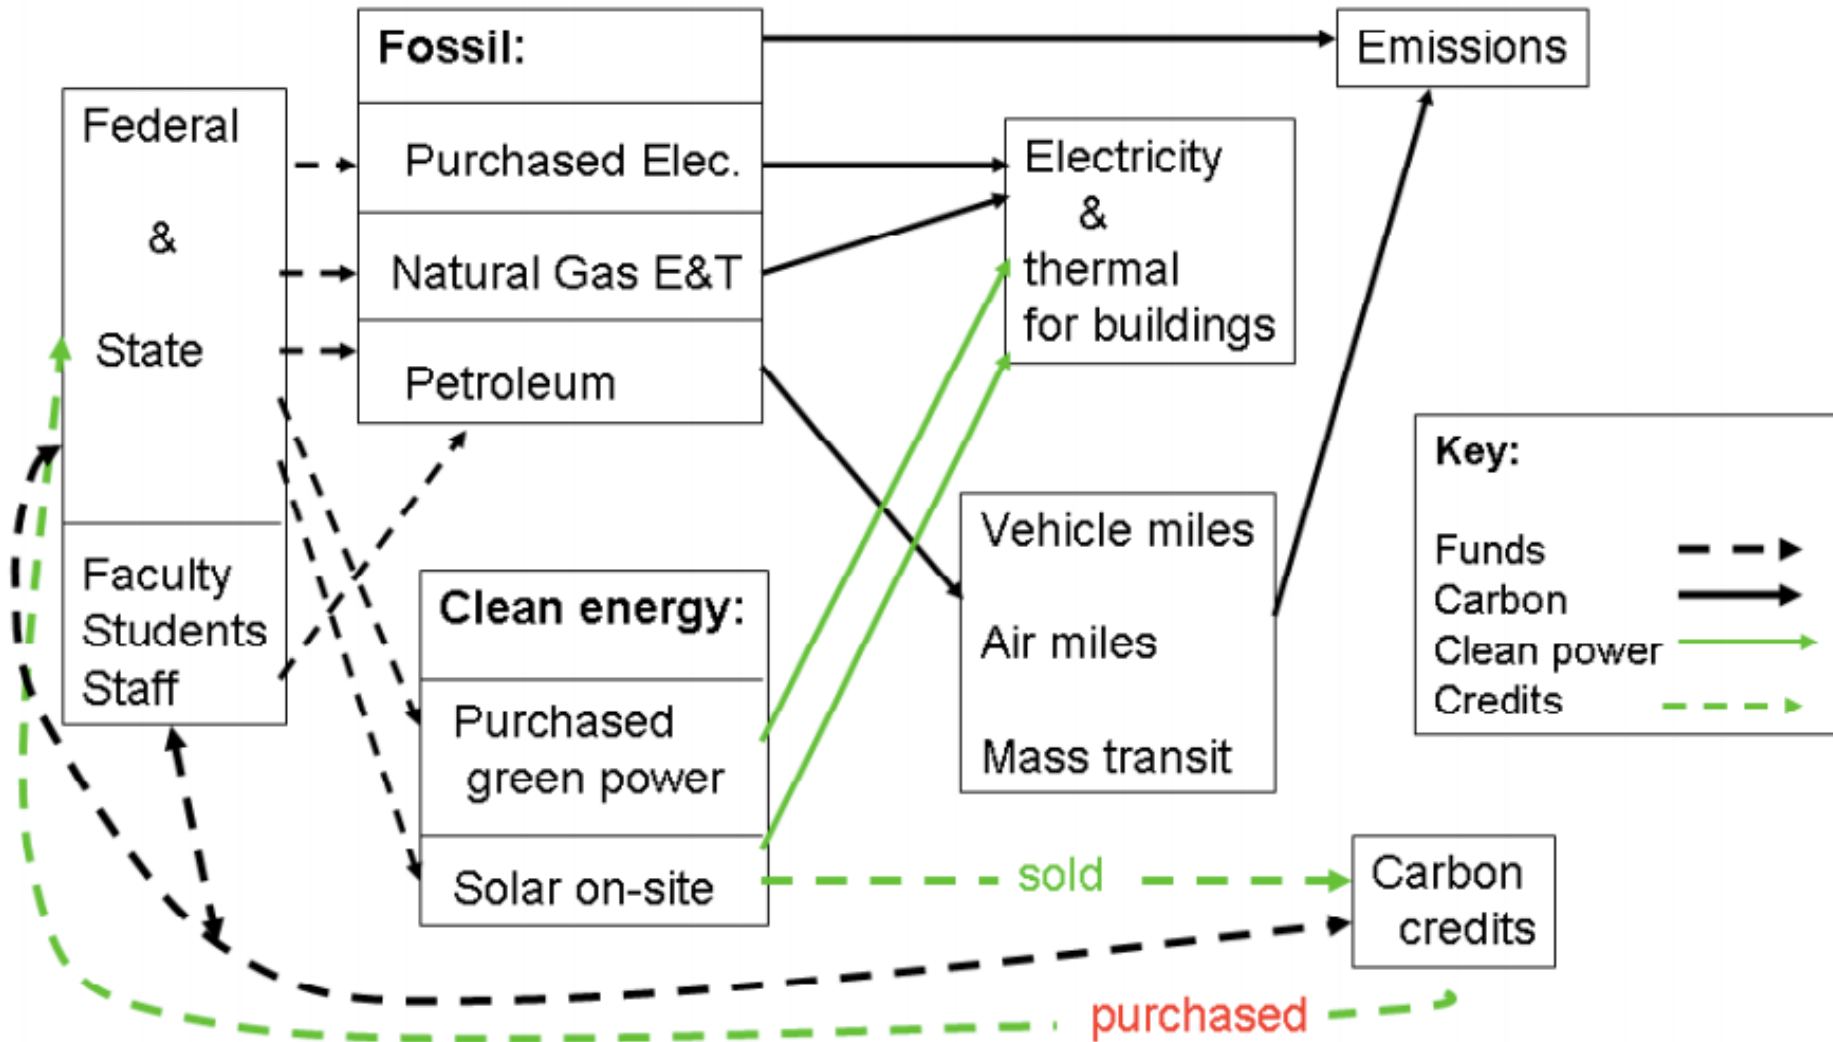 Fossil:
Purchased Elec.
Natural Gas E&T
Petroleum
Emissions
Federal
&
State
Faculty
Students
Staff
Electricity
&
thermal
for buildings
Clean energy:
Purchased
green power
Solar on-site
Vehicle miles
Air miles
Mass transit
Key:
Funds
Carbon
Clean power
Credits
sold
Carbon
credits
purchased